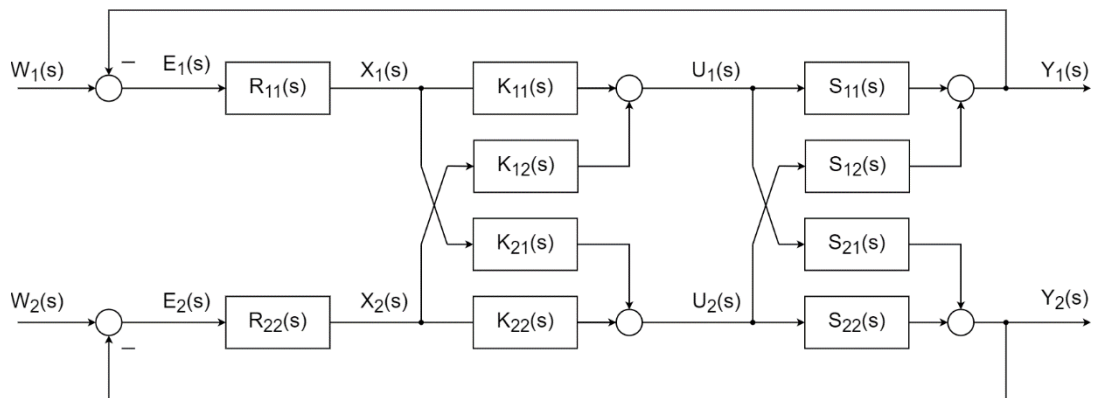 W₁(s) − E₁(s) R₁₁(s) X₁(s) K₁₁(s) U₁(s) S₁₁(s) Y₁(s)
K₁₂(s) S₁₂(s)
K₂₁(s) S₂₁(s)
W₂(s) E₂(s) R₂₂(s) X₂(s) K₂₂(s) U₂(s) S₂₂(s) Y₂(s)
−